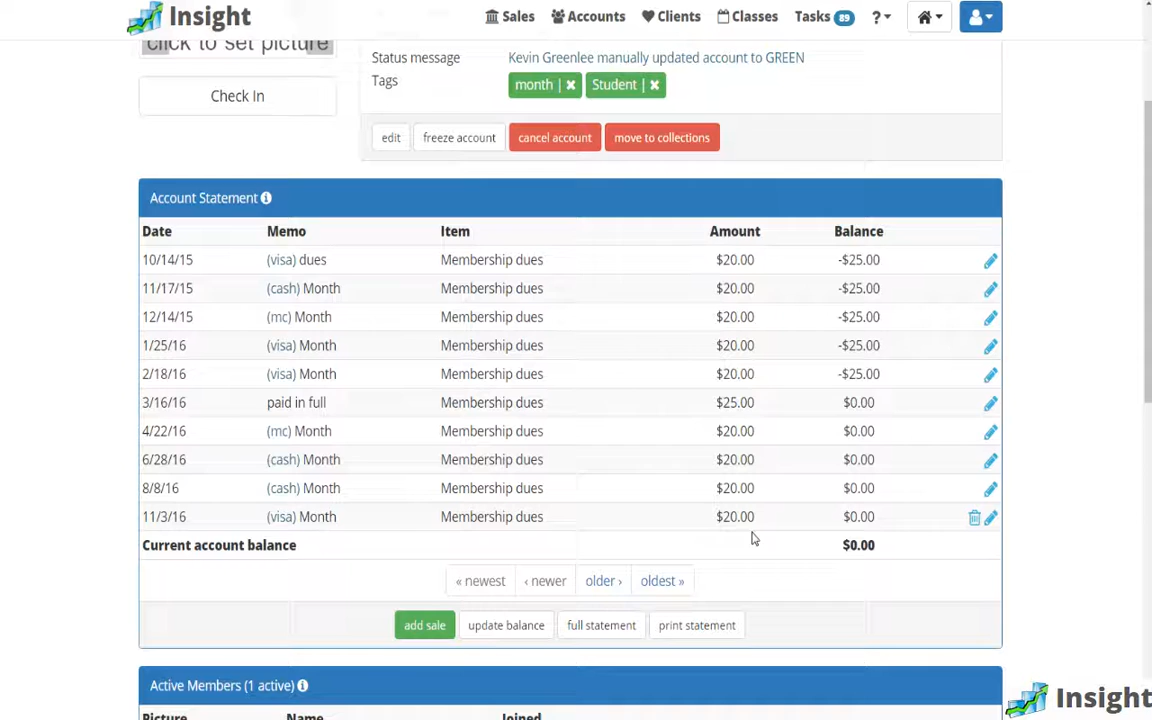 Insight Sales Accounts Clients Classes Tasks 89 ?
click to set picture
Status message Kevin Greenlee manually updated account to GREEN
Tags month | ✖ Student | ✖
Check In
edit freeze account cancel account move to collections
Account Statement
Date Memo Item Amount Balance
10/14/15 (visa) dues Membership dues $20.00 -$25.00
11/17/15 (cash) Month Membership dues $20.00 -$25.00
12/14/15 (mc) Month Membership dues $20.00 -$25.00
1/25/16 (visa) Month Membership dues $20.00 -$25.00
2/18/16 (visa) Month Membership dues $20.00 -$25.00
3/16/16 paid in full Membership dues $25.00 $0.00
4/22/16 (mc) Month Membership dues $20.00 $0.00
6/28/16 (cash) Month Membership dues $20.00 $0.00
8/8/16 (cash) Month Membership dues $20.00 $0.00
11/3/16 (visa) Month Membership dues $20.00 $0.00
Current account balance $0.00
« newest ‹ newer older › oldest »
add sale update balance full statement print statement
Active Members (1 active)
Picture Name Joined
Insight